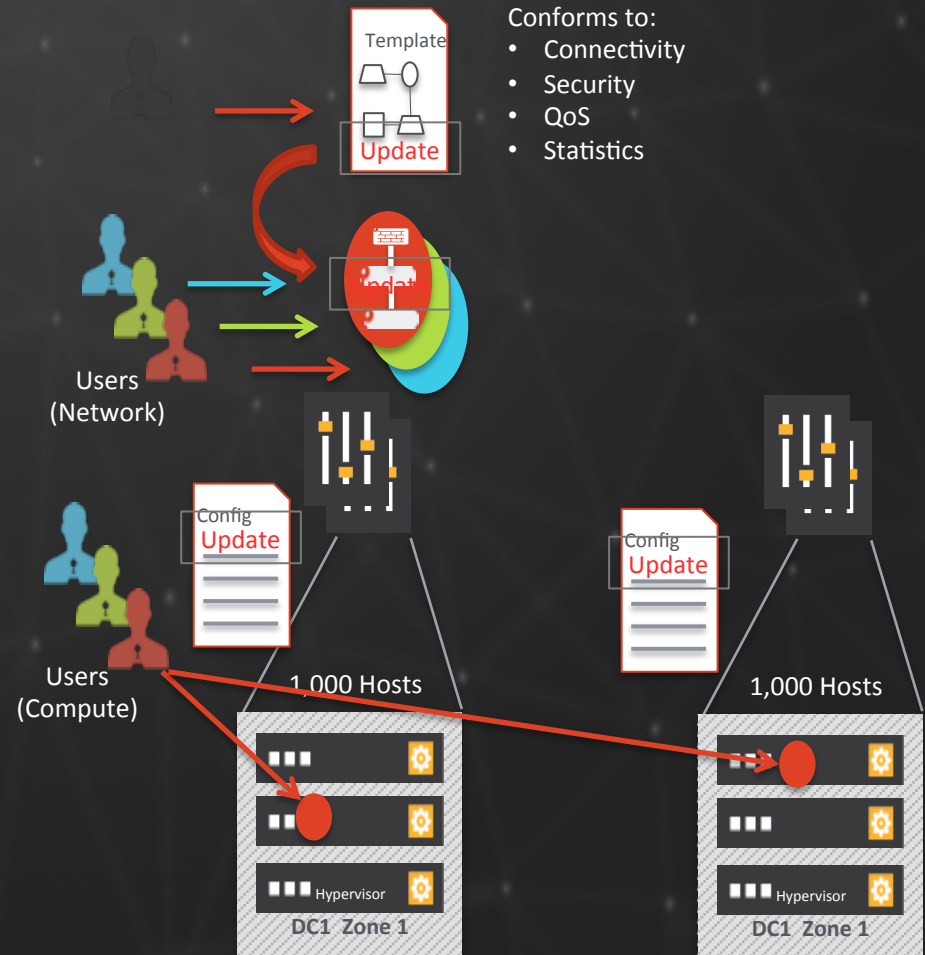 Conforms to:
• Connectivity
• Security
• QoS
• Statistics
Template
Update
Update
Users
(Network)
Config
Update
Config
Update
Users
(Compute)
1,000 Hosts
1,000 Hosts
Hypervisor
DC1 Zone 1
Hypervisor
DC1 Zone 1